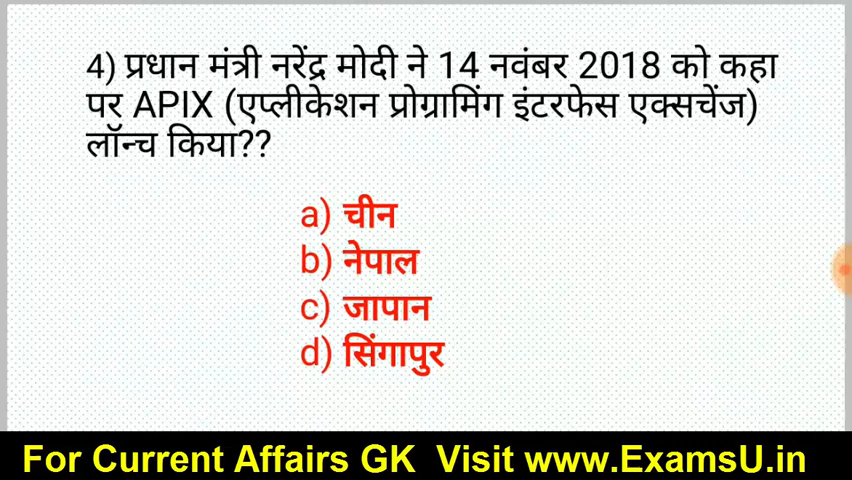 4) प्रधान मंत्री नरेंद्र मोदी ने 14 नवंबर 2018 को कहा
पर APIX (एप्लीकेशन प्रोग्रामिंग इंटरफेस एक्सचेंज)
लॉन्च किया??
a) चीन
b) नेपाल
c) जापान
d) सिंगापुर
For Current Affairs GK Visit www.ExamsU.in